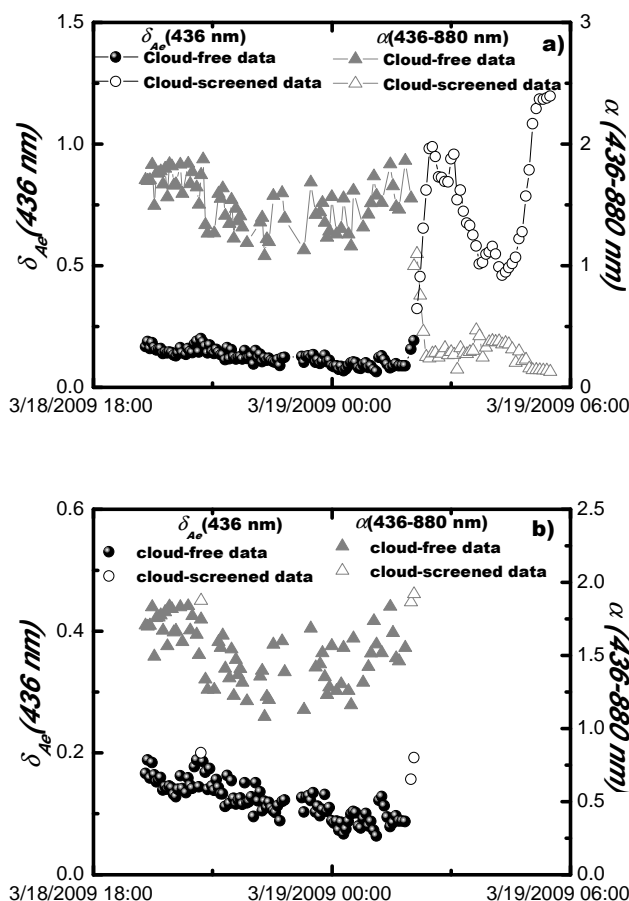 δAe(436 nm) α(436-880 nm) a)
Cloud-free data Cloud-free data
Cloud-screened data Cloud-screened data
1.5
1.0
0.5
0.0
δAe(436 nm)
3
2
1
0
α (436-880 nm)
3/18/2009 18:00 3/19/2009 00:00 3/19/2009 06:00
δAe(436 nm) α(436-880 nm) b)
cloud-free data cloud-free data
cloud-screened data cloud-screened data
0.6
0.4
0.2
0.0
δAe(436 nm)
2.5
2.0
1.5
1.0
0.5
0.0
α (436-880 nm)
3/18/2009 18:00 3/19/2009 00:00 3/19/2009 06:00